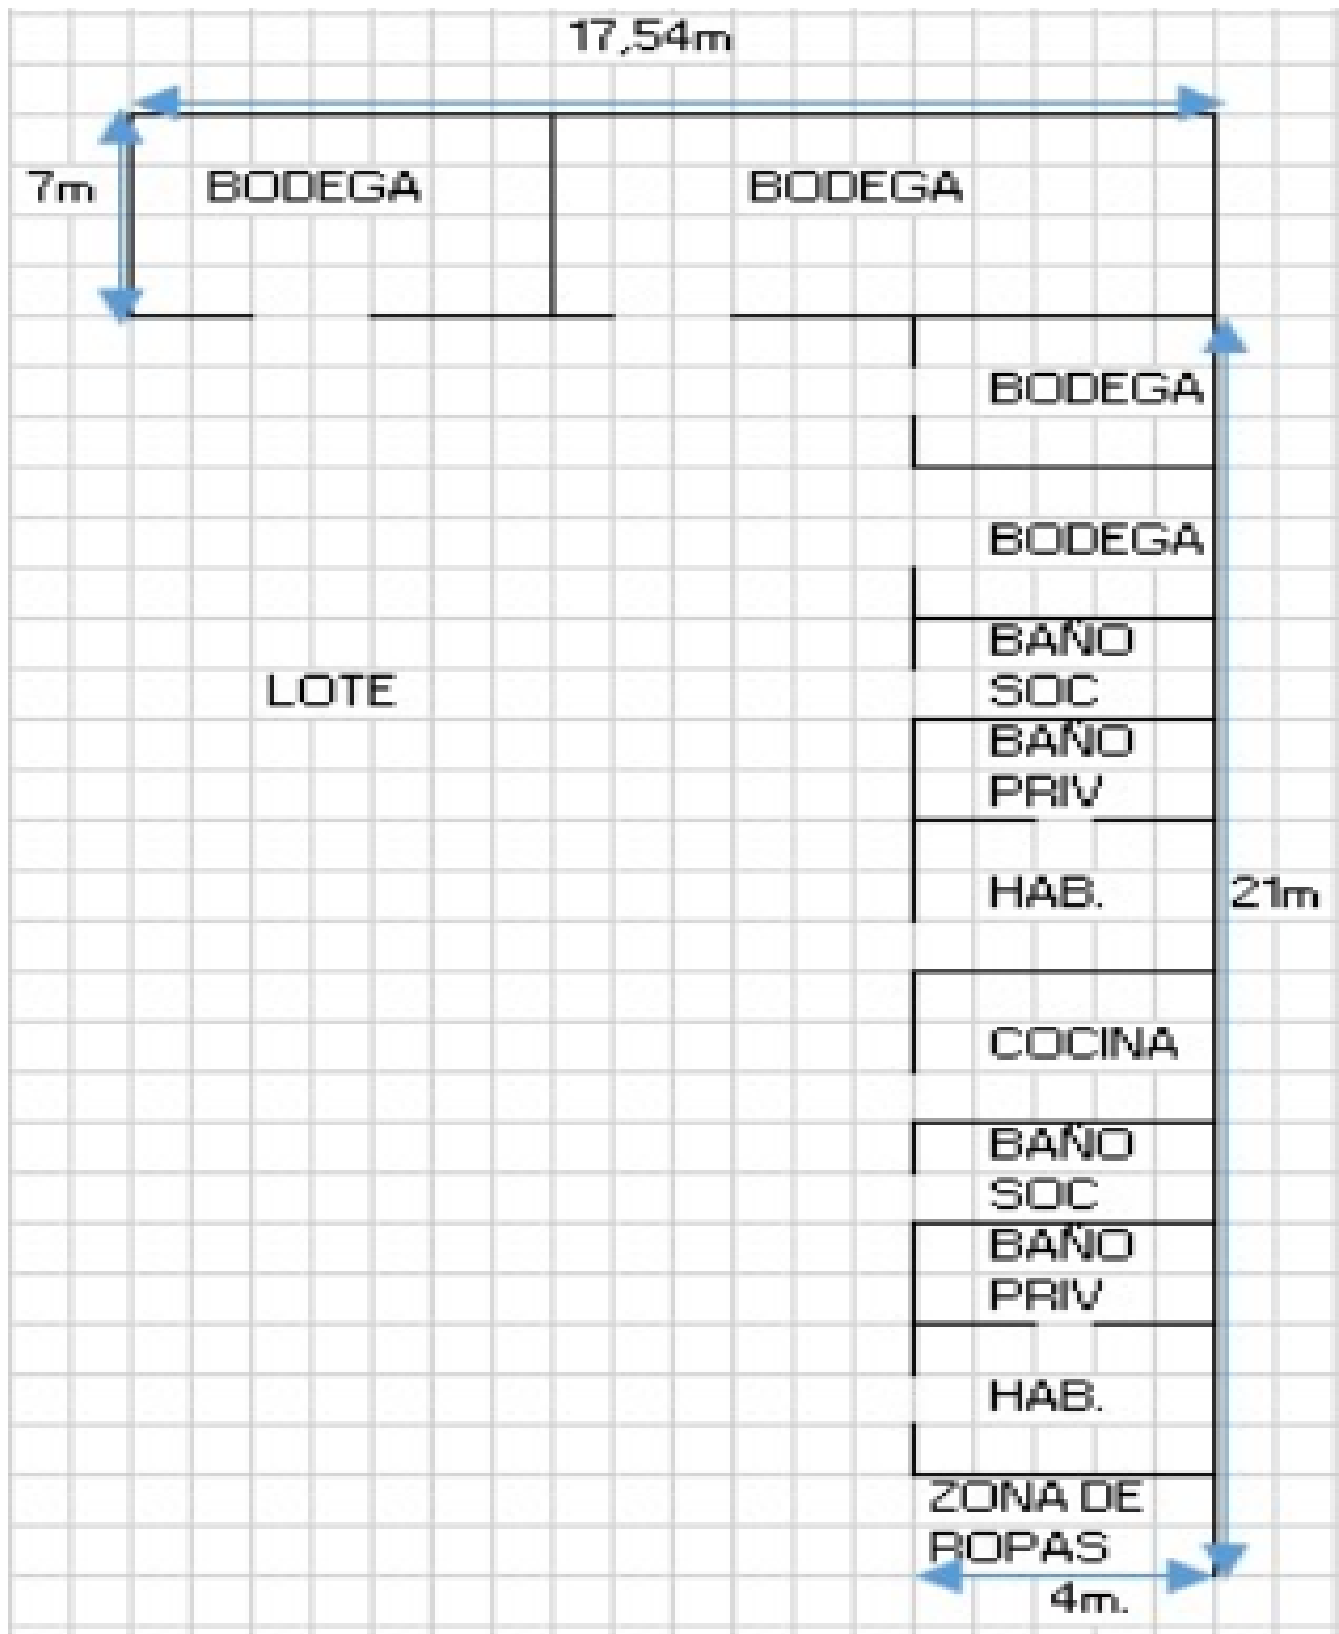 17,54m
7m
BODEGA
BODEGA
BODEGA
BODEGA
BAÑO
SOC
LOTE
BAÑO
PRIV
HAB.
21m
COCINA
BAÑO
SOC
BAÑO
PRIV
HAB.
ZONA DE
ROPAS
4m.